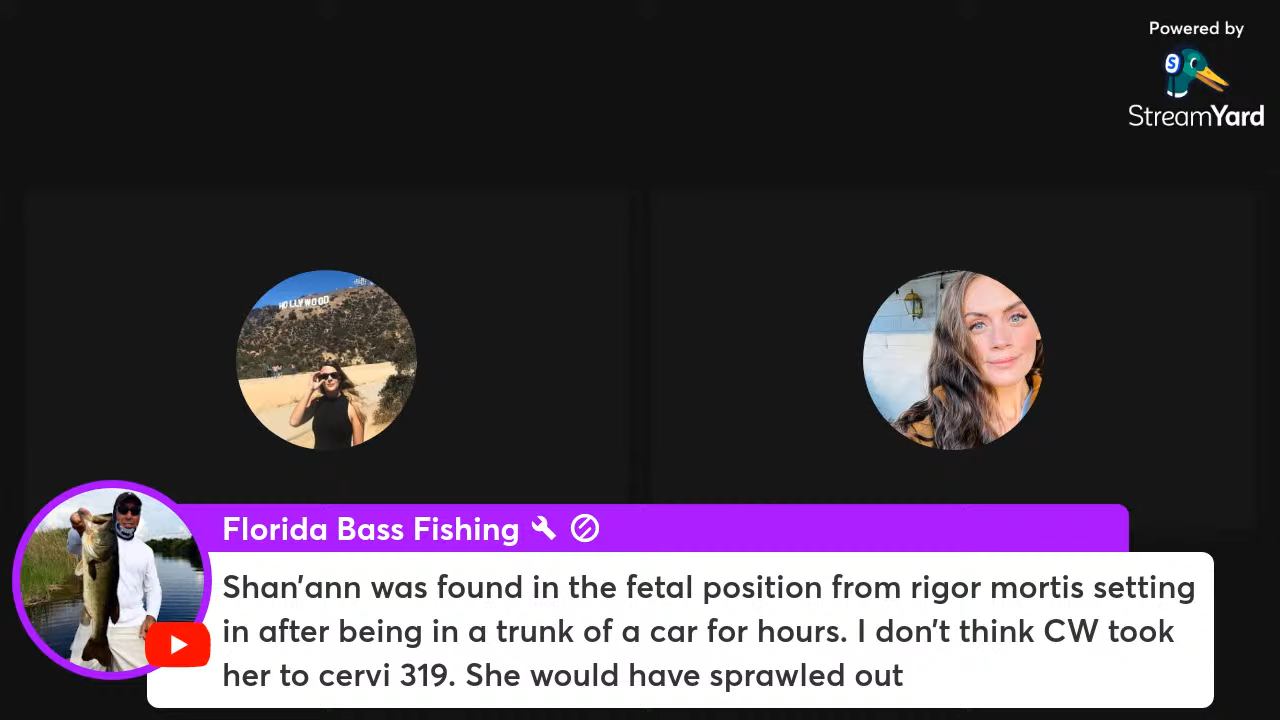 Powered by
S
StreamYard
HOLLYWOOD
Florida Bass Fishing
Shan'ann was found in the fetal position from rigor mortis setting
in after being in a trunk of a car for hours. I don't think CW took
her to cervi 319. She would have sprawled out